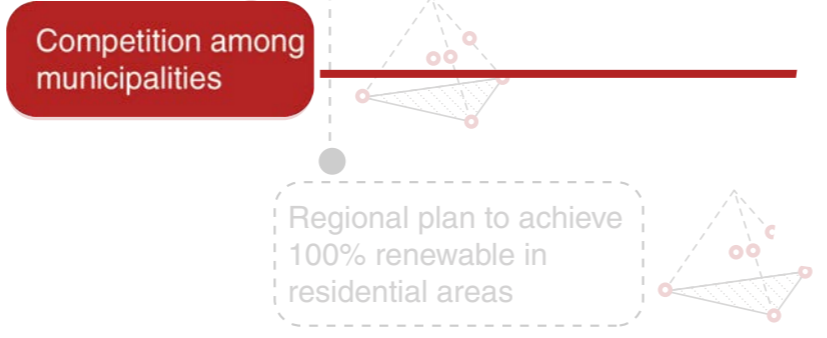 Competition among
municipalities
Regional plan to achieve
100% renewable in
residential areas